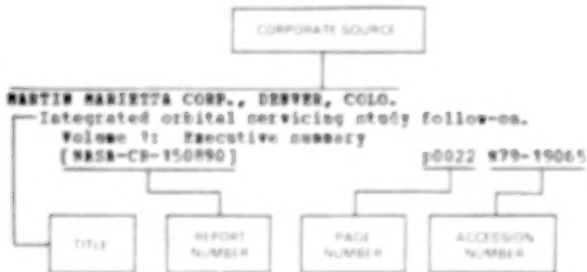 CORPORATE SOURCE
MARTIN MARIETTA CORP., DENVER, COLO.
Integrated orbital servicing study follow-on.
Volume 1: Executive summary
[NASA-CR-150890] p0022 N79-19065
TITLE
REPORT NUMBER
PAGE NUMBER
ACCESSION NUMBER